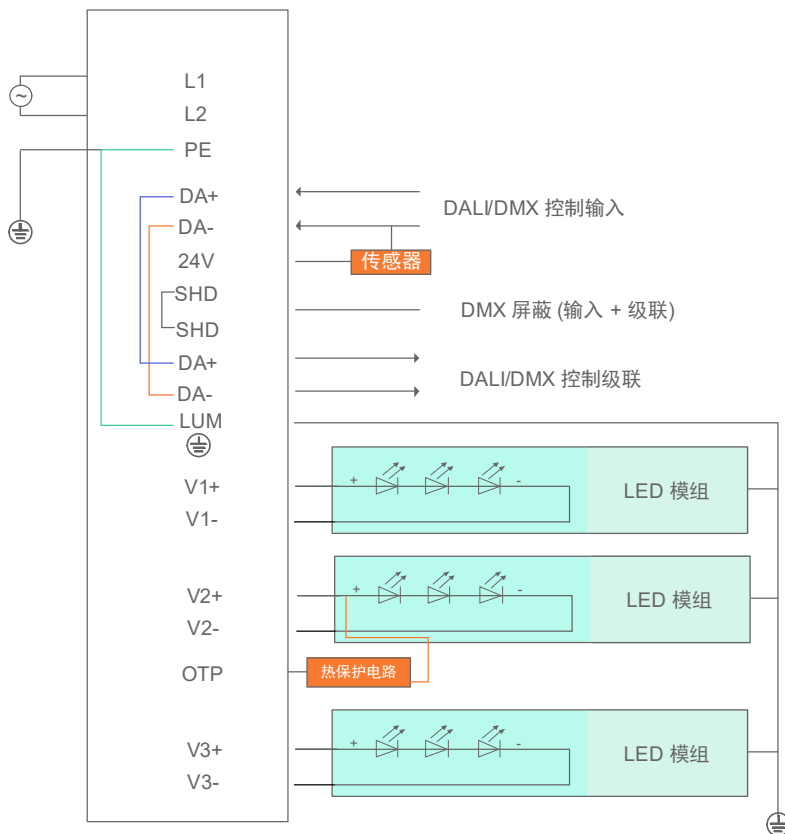 L1
L2
PE
DA+
DA-
24V
SHD
SHD
DA+
DA-
LUM
V1+
V1-
V2+
V2-
OTP
V3+
V3-
~
DALI/DMX 控制输入
传感器
DMX 屏蔽 (输入 + 级联)
DALI/DMX 控制级联
+ -
LED 模组
+ -
LED 模组
热保护电路
+ -
LED 模组